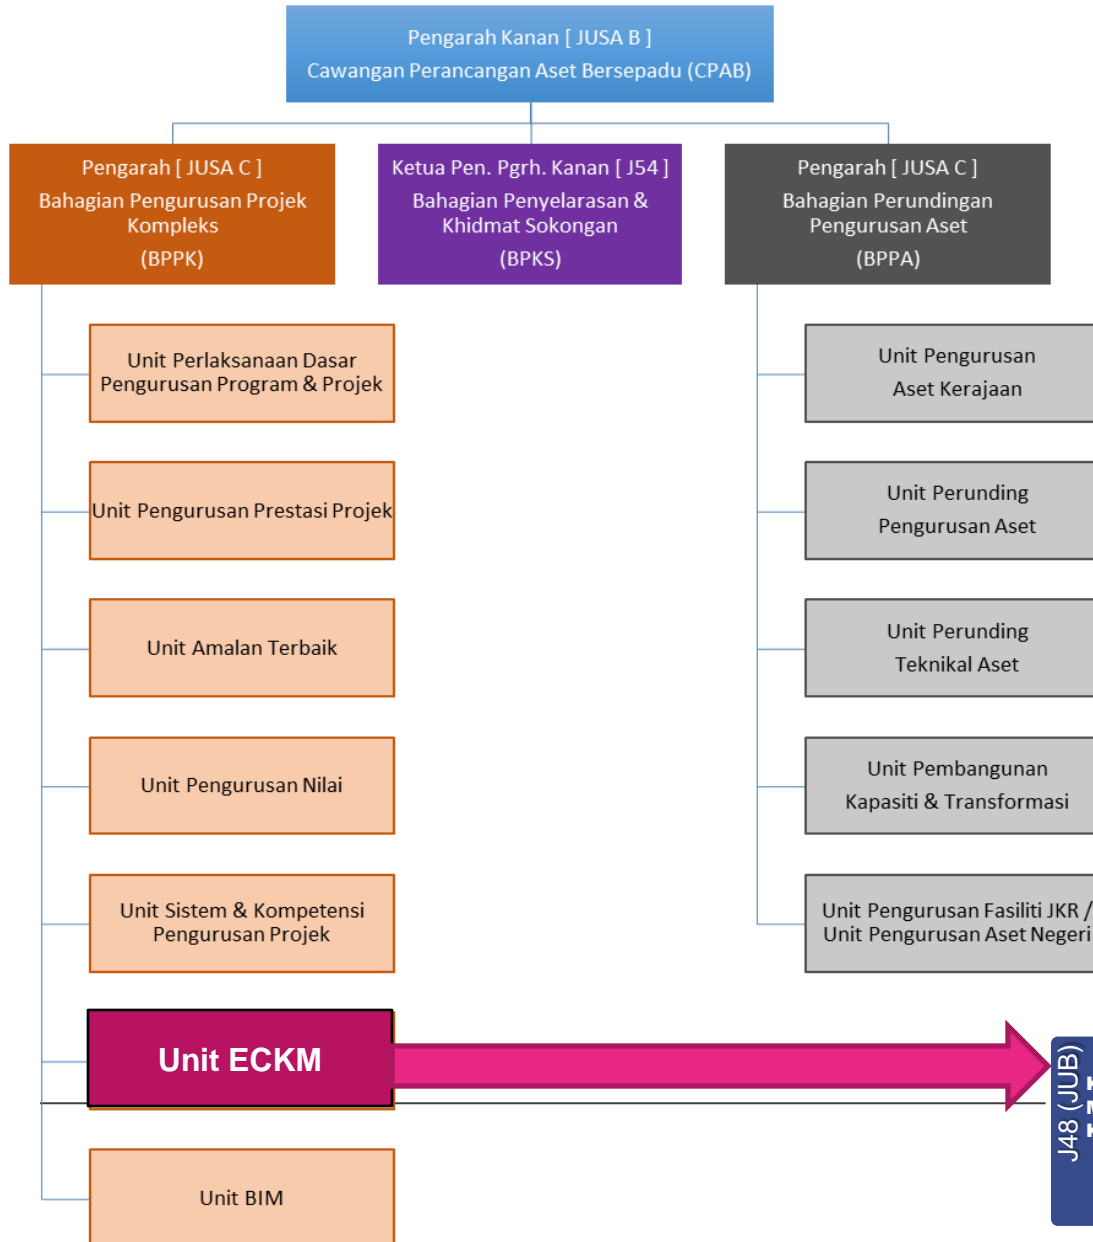 Pengarah Kanan [ JUSA B ]
Cawangan Perancangan Aset Bersepadu (CPAB)
Pengarah [ JUSA C ]
Bahagian Pengurusan Projek
Kompleks
(BPPK)
Ketua Pen. Pgrh. Kanan [ J54 ]
Bahagian Penyelarasan &
Khidmat Sokongan
(BPKS)
Pengarah [ JUSA C ]
Bahagian Perundingan
Pengurusan Aset
(BPPA)
Unit Perlaksanaan Dasar
Pengurusan Program & Projek
Unit Pengurusan Prestasi Projek
Unit Amalan Terbaik
Unit Pengurusan Nilai
Unit Sistem & Kompetensi
Pengurusan Projek
Unit ECKM
Unit BIM
Unit Pengurusan
Aset Kerajaan
Unit Perunding
Pengurusan Aset
Unit Perunding
Teknikal Aset
Unit Pembangunan
Kapasiti & Transformasi
Unit Pengurusan Fasiliti JKR /
Unit Pengurusan Aset Negeri
J48 (JUB)